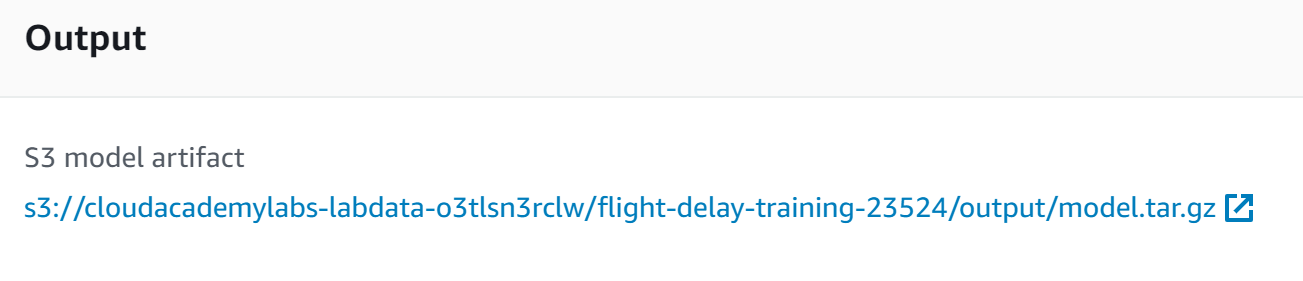 Output
S3 model artifact
s3://cloudacademylabs-labdata-o3tlsn3rclw/flight-delay-training-23524/output/model.tar.gz